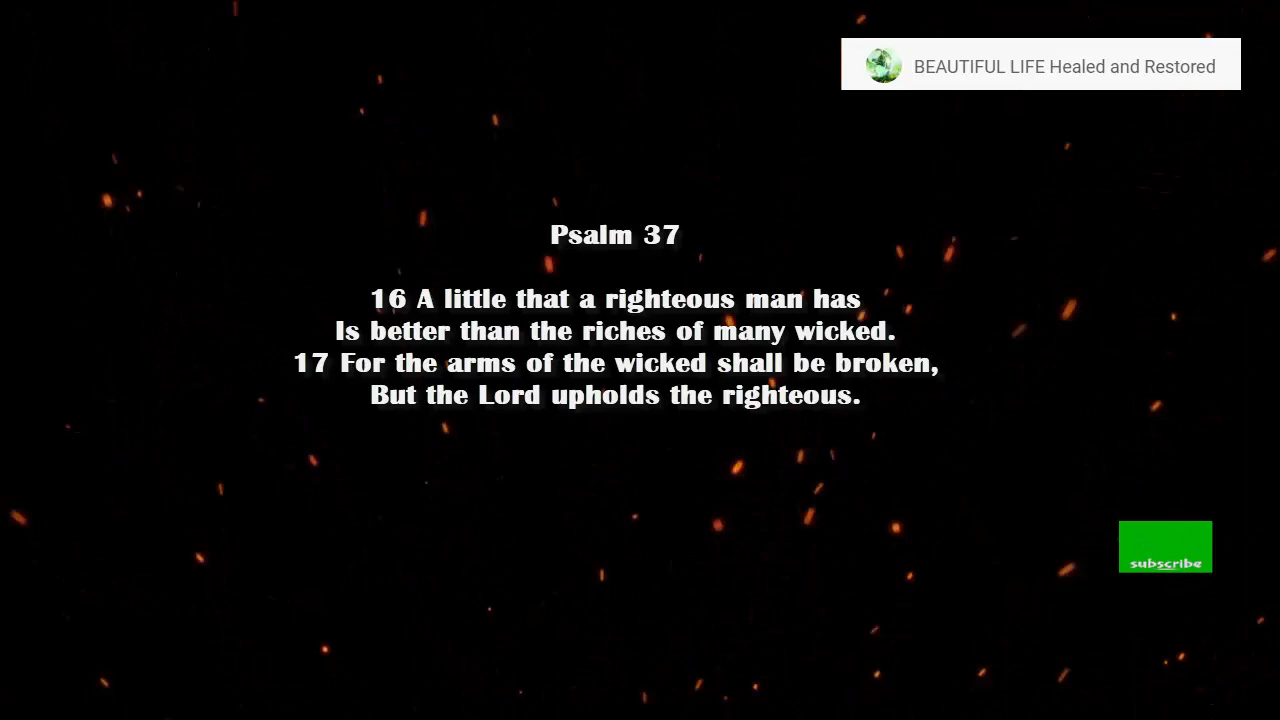 BEAUTIFUL LIFE Healed and Restored
Psalm 37
16 A little that a righteous man has
Is better than the riches of many wicked.
17 For the arms of the wicked shall be broken,
But the Lord upholds the righteous.
subscribe